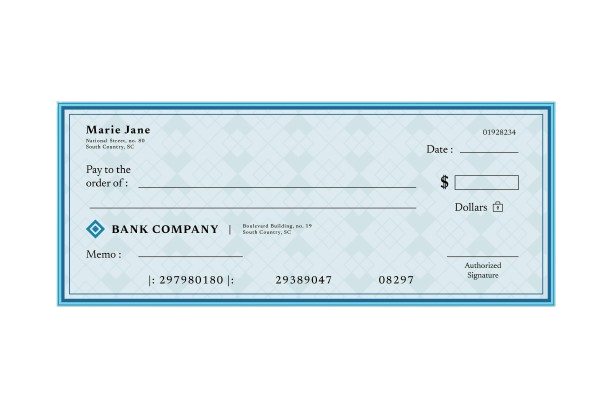 Marie Jane
National Street, no. 80
South Country, SC
01928234
Date :
Pay to the
order of :
$
Dollars
BANK COMPANY |
Boulevard Building, no. 19
South Country, SC
Memo :
Authorized
Signature
|: 297980180 |: 29389047 08297